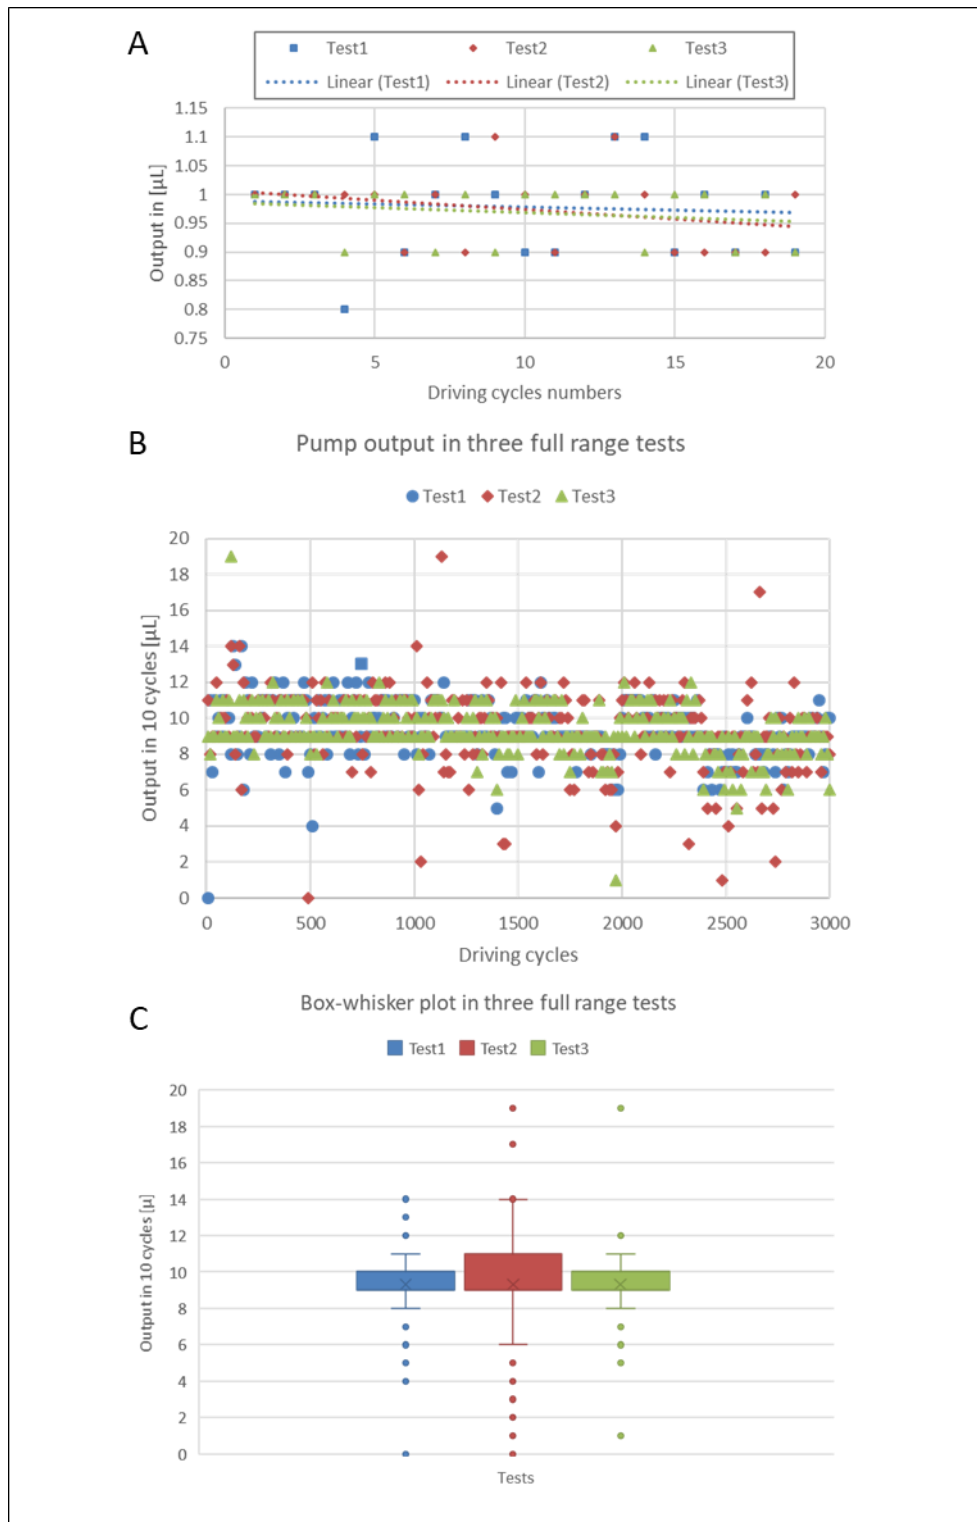 A
Test1 Test2 Test3
Linear (Test1) Linear (Test2) Linear (Test3)
1.15
1.1
1.05
1
0.95
0.9
0.85
0.8
0.75
Output in [µL]
0 5 10 15 20
Driving cycles numbers
B
Pump output in three full range tests
Test1 Test2 Test3
20
18
16
14
12
10
8
6
4
2
0
Output in 10 cycles [µL]
0 500 1000 1500 2000 2500 3000
Driving cycles
C
Box-whisker plot in three full range tests
Test1 Test2 Test3
20
18
16
14
12
10
8
6
4
2
0
Output in 10 cycles [µ]
Tests